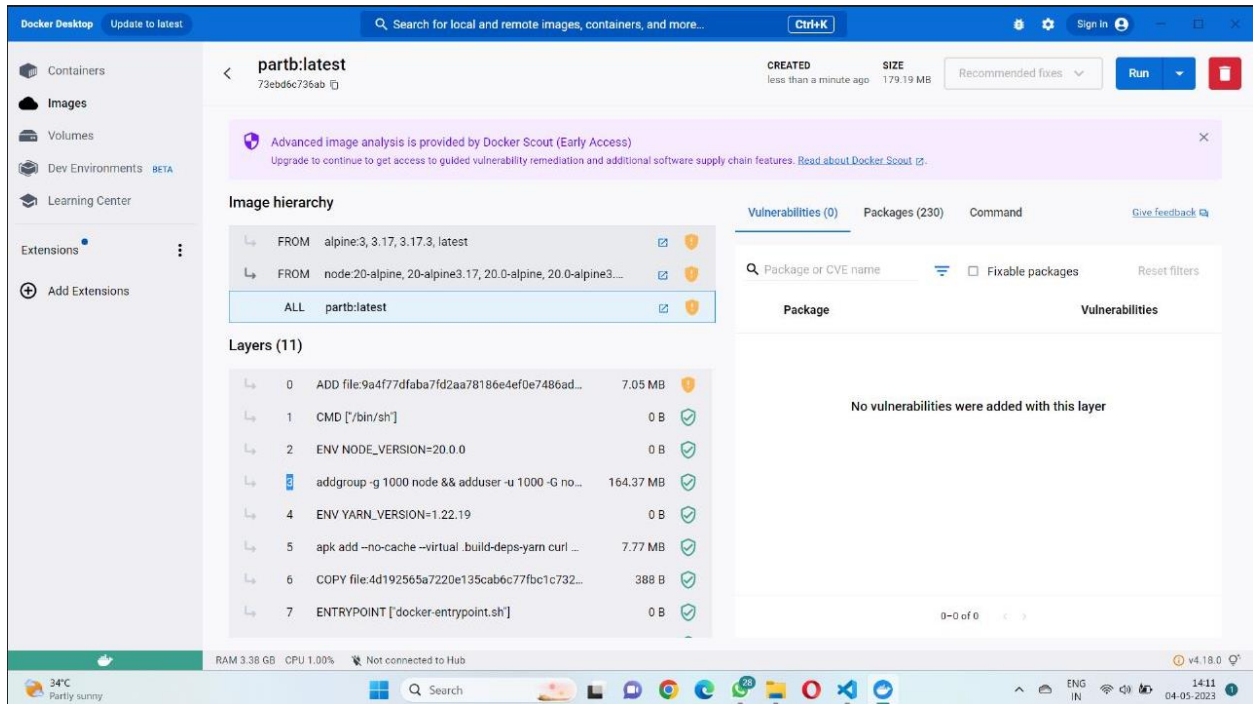 Docker Desktop Update to latest
Search for local and remote images, containers, and more...
Ctrl+K
Sign in
Containers
Images
Volumes
Dev Environments BETA
Learning Center
Extensions
Add Extensions
partb:latest
73ebd6c736ab
CREATED
less than a minute ago
SIZE
179.19 MB
Recommended fixes
Run
Advanced image analysis is provided by Docker Scout (Early Access)
Upgrade to continue to get access to guided vulnerability remediation and additional software supply chain features. Read about Docker Scout.
Image hierarchy
FROM alpine:3, 3.17, 3.17.3, latest
FROM node:20-alpine, 20-alpine3.17, 20.0-alpine, 20.0-alpine3....
ALL partb:latest
Layers (11)
0 ADD file:9a4f77dfaba7fd2aa78186e4ef0e7486ad... 7.05 MB
1 CMD ["/bin/sh"] 0 B
2 ENV NODE_VERSION=20.0.0 0 B
3 addgroup -g 1000 node && adduser -u 1000 -G no... 164.37 MB
4 ENV YARN_VERSION=1.22.19 0 B
5 apk add --no-cache --virtual .build-deps-yarn curl ... 7.77 MB
6 COPY file:4d192565a7220e135cab6c77fbc1c732... 388 B
7 ENTRYPOINT ["docker-entrypoint.sh"] 0 B
Vulnerabilities (0) Packages (230) Command Give feedback
Package or CVE name
Fixable packages
Reset filters
Package Vulnerabilities
No vulnerabilities were added with this layer
0–0 of 0
RAM 3.38 GB CPU 1.00% Not connected to Hub
v4.18.0
34°C
Partly sunny
Search
28
ENG
IN
14:11
04-05-2023
1